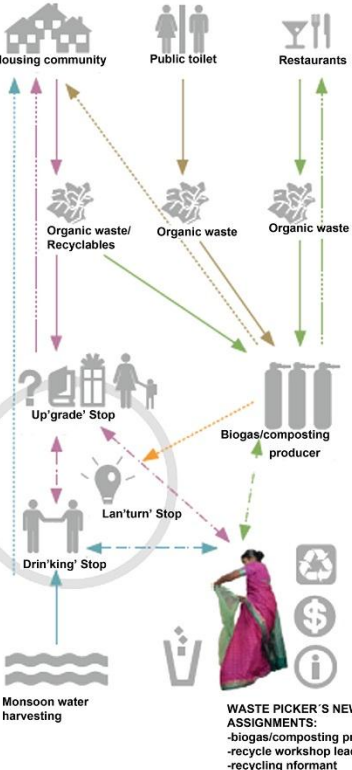 Housing community
Public toilet
Restaurants
Organic waste/
Recyclables
Organic waste
Organic waste
?
Up'grade' Stop
Biogas/composting
producer
Lan'turn' Stop
Drin'king' Stop
$
i
Monsoon water
harvesting
WASTE PICKER´S NEW
ASSIGNMENTS:
-biogas/composting pr
-recycle workshop lead
-recycling nformant